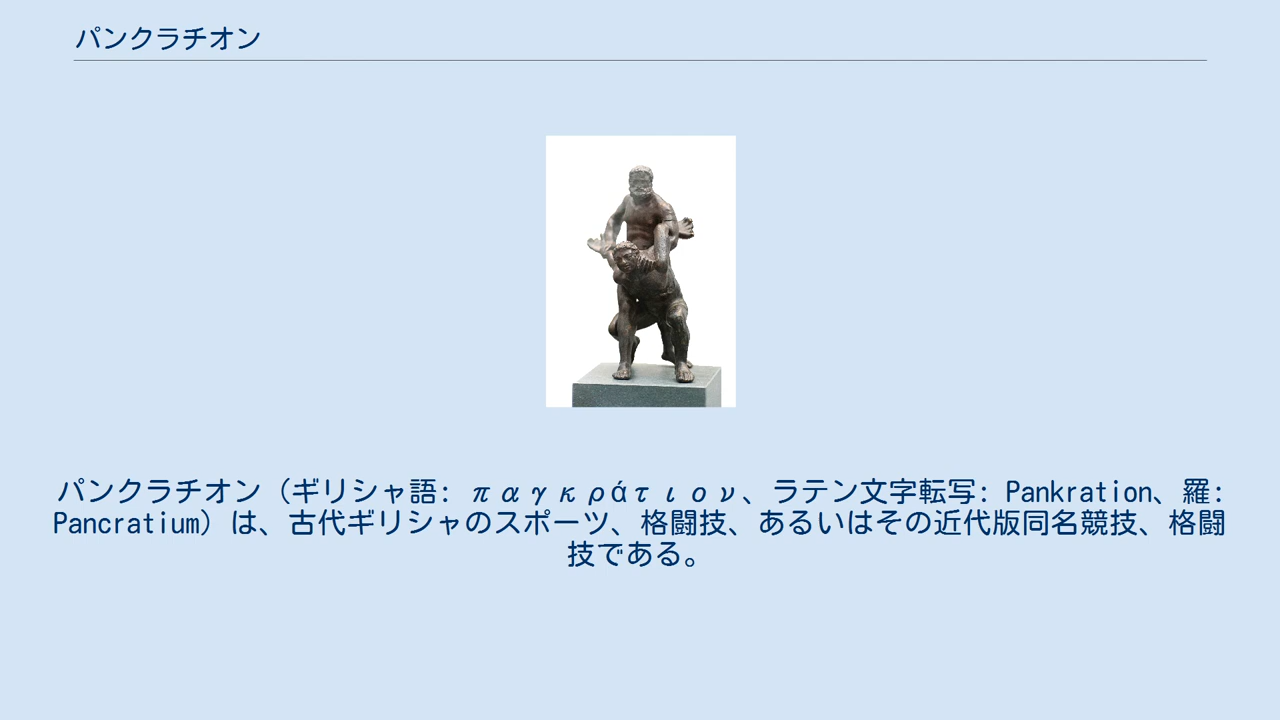 パンクラチオン
パンクラチオン（ギリシャ語: παγκράτιον、ラテン文字転写: Pankration、羅:
Pancratium）は、古代ギリシャのスポーツ、格闘技、あるいはその近代版同名競技、格闘
技である。